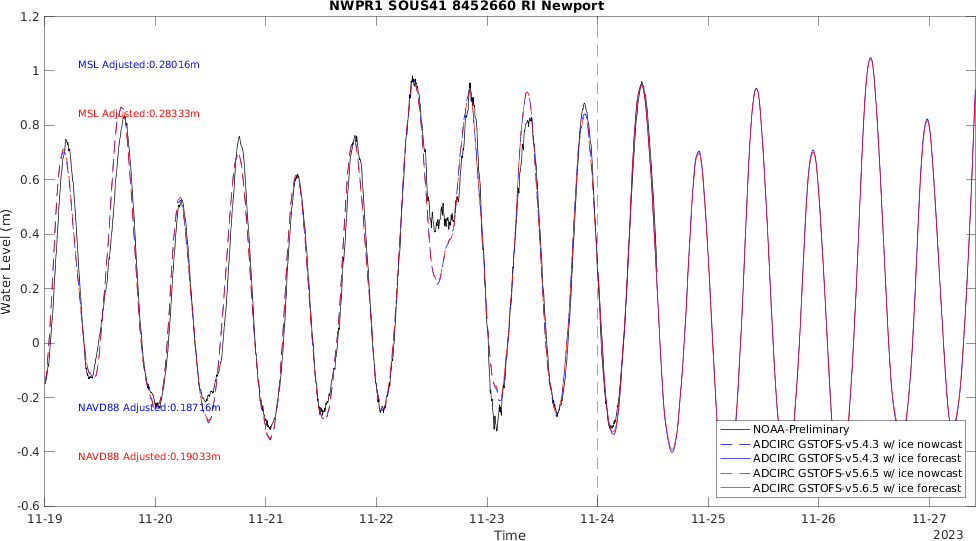 NWPR1 SOUS41 8452660 RI Newport
1.2
1
0.8
0.6
0.4
0.2
0
-0.2
-0.4
-0.6
Water Level (m)
MSL Adjusted:0.28016m
MSL Adjusted:0.28333m
NAVD88 Adjusted:0.18716m
NAVD88 Adjusted:0.19033m
NOAA-Preliminary
ADCIRC GSTOFS-v5.4.3 w/ ice nowcast
ADCIRC GSTOFS-v5.4.3 w/ ice forecast
ADCIRC GSTOFS-v5.6.5 w/ ice nowcast
ADCIRC GSTOFS-v5.6.5 w/ ice forecast
11-19 11-20 11-21 11-22 11-23 11-24 11-25 11-26 11-27
Time
2023